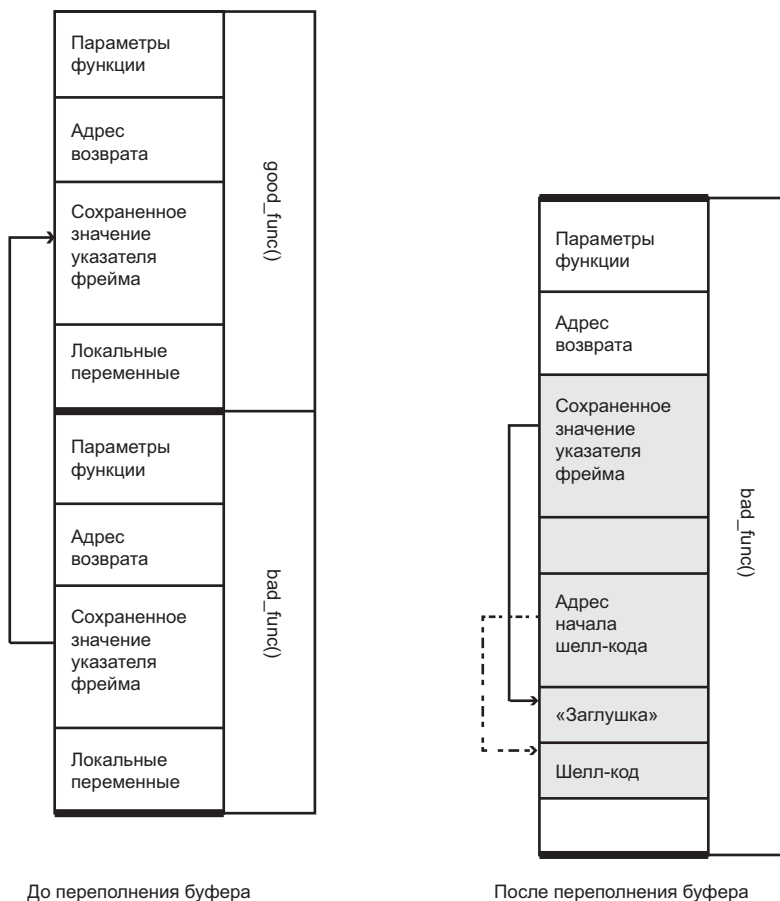 Параметры
функции
Адрес
возврата
Сохраненное
значение
указателя
фрейма
Локальные
переменные
good_func()
Параметры
функции
Адрес
возврата
Сохраненное
значение
указателя
фрейма
Локальные
переменные
bad_func()
До переполнения буфера
Параметры
функции
Адрес
возврата
Сохраненное
значение
указателя
фрейма
Адрес
начала
шелл-кода
«Заглушка»
Шелл-код
bad_func()
После переполнения буфера